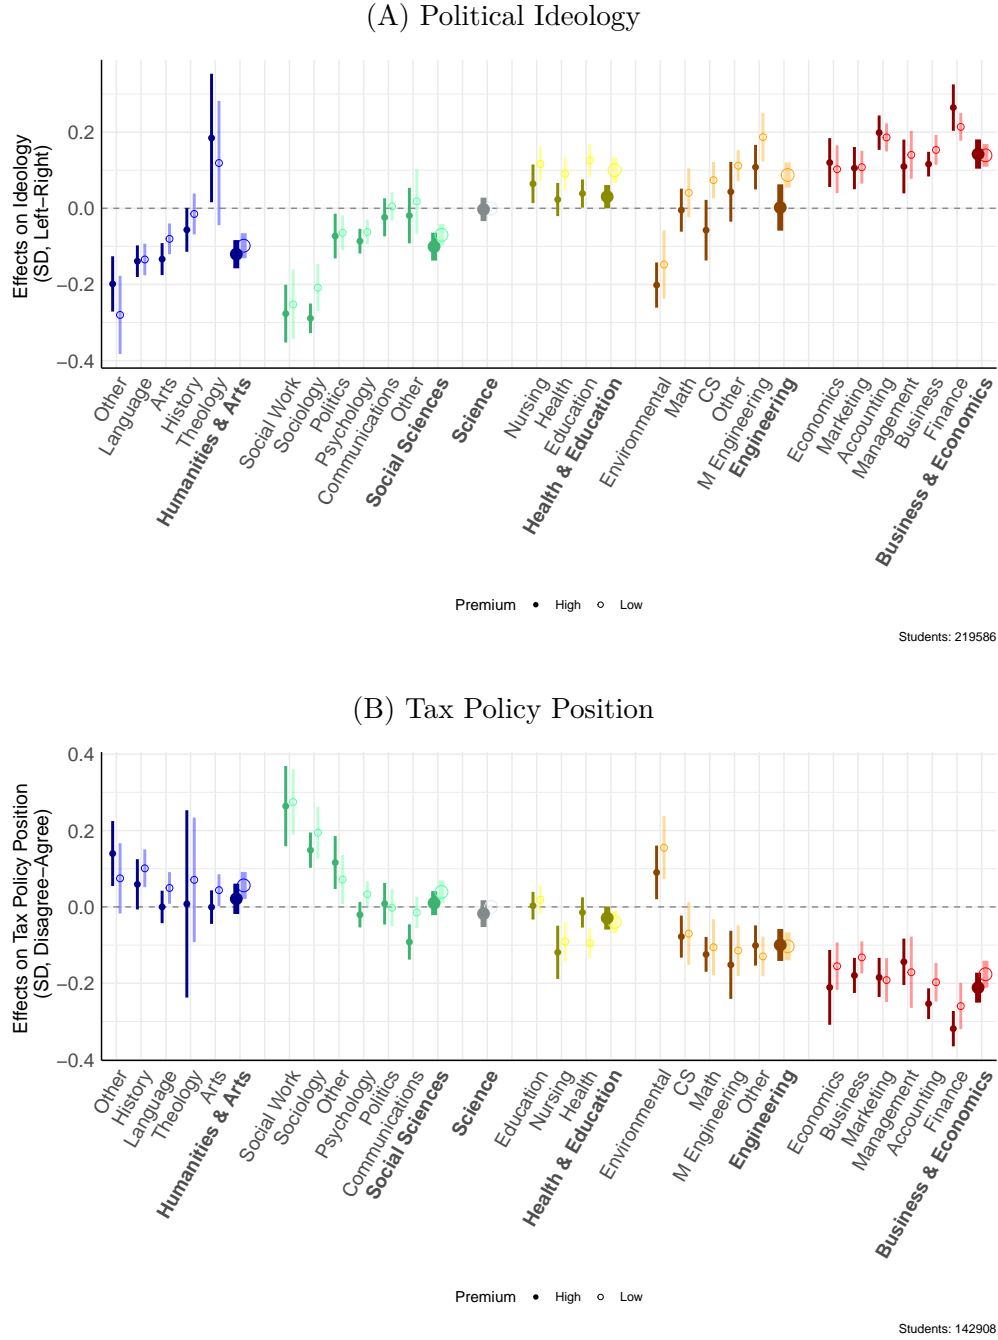 (A) Political Ideology
Effects on Ideology
(SD, Left-Right)
0.2
0.0
−0.2
−0.4
Other
Language
Arts
History
Theology
Humanities & Arts
Social Work
Sociology
Politics
Psychology
Communications
Other
Social Sciences
Science
Nursing
Health
Education
Health & Education
Environmental
Math
CS
Other
M Engineering
Engineering
Economics
Marketing
Accounting
Management
Business
Finance
Business & Economics
Premium High Low
Students: 219586
(B) Tax Policy Position
Effects on Tax Policy Position
(SD, Disagree−Agree)
0.4
0.2
0.0
−0.2
−0.4
Other
History
Language
Theology
Arts
Humanities & Arts
Social Work
Sociology
Other
Psychology
Politics
Communications
Social Sciences
Science
Education
Nursing
Health
Health & Education
Environmental
CS
Math
M Engineering
Other
Engineering
Economics
Business
Marketing
Management
Accounting
Finance
Business & Economics
Premium High Low
Students: 142908